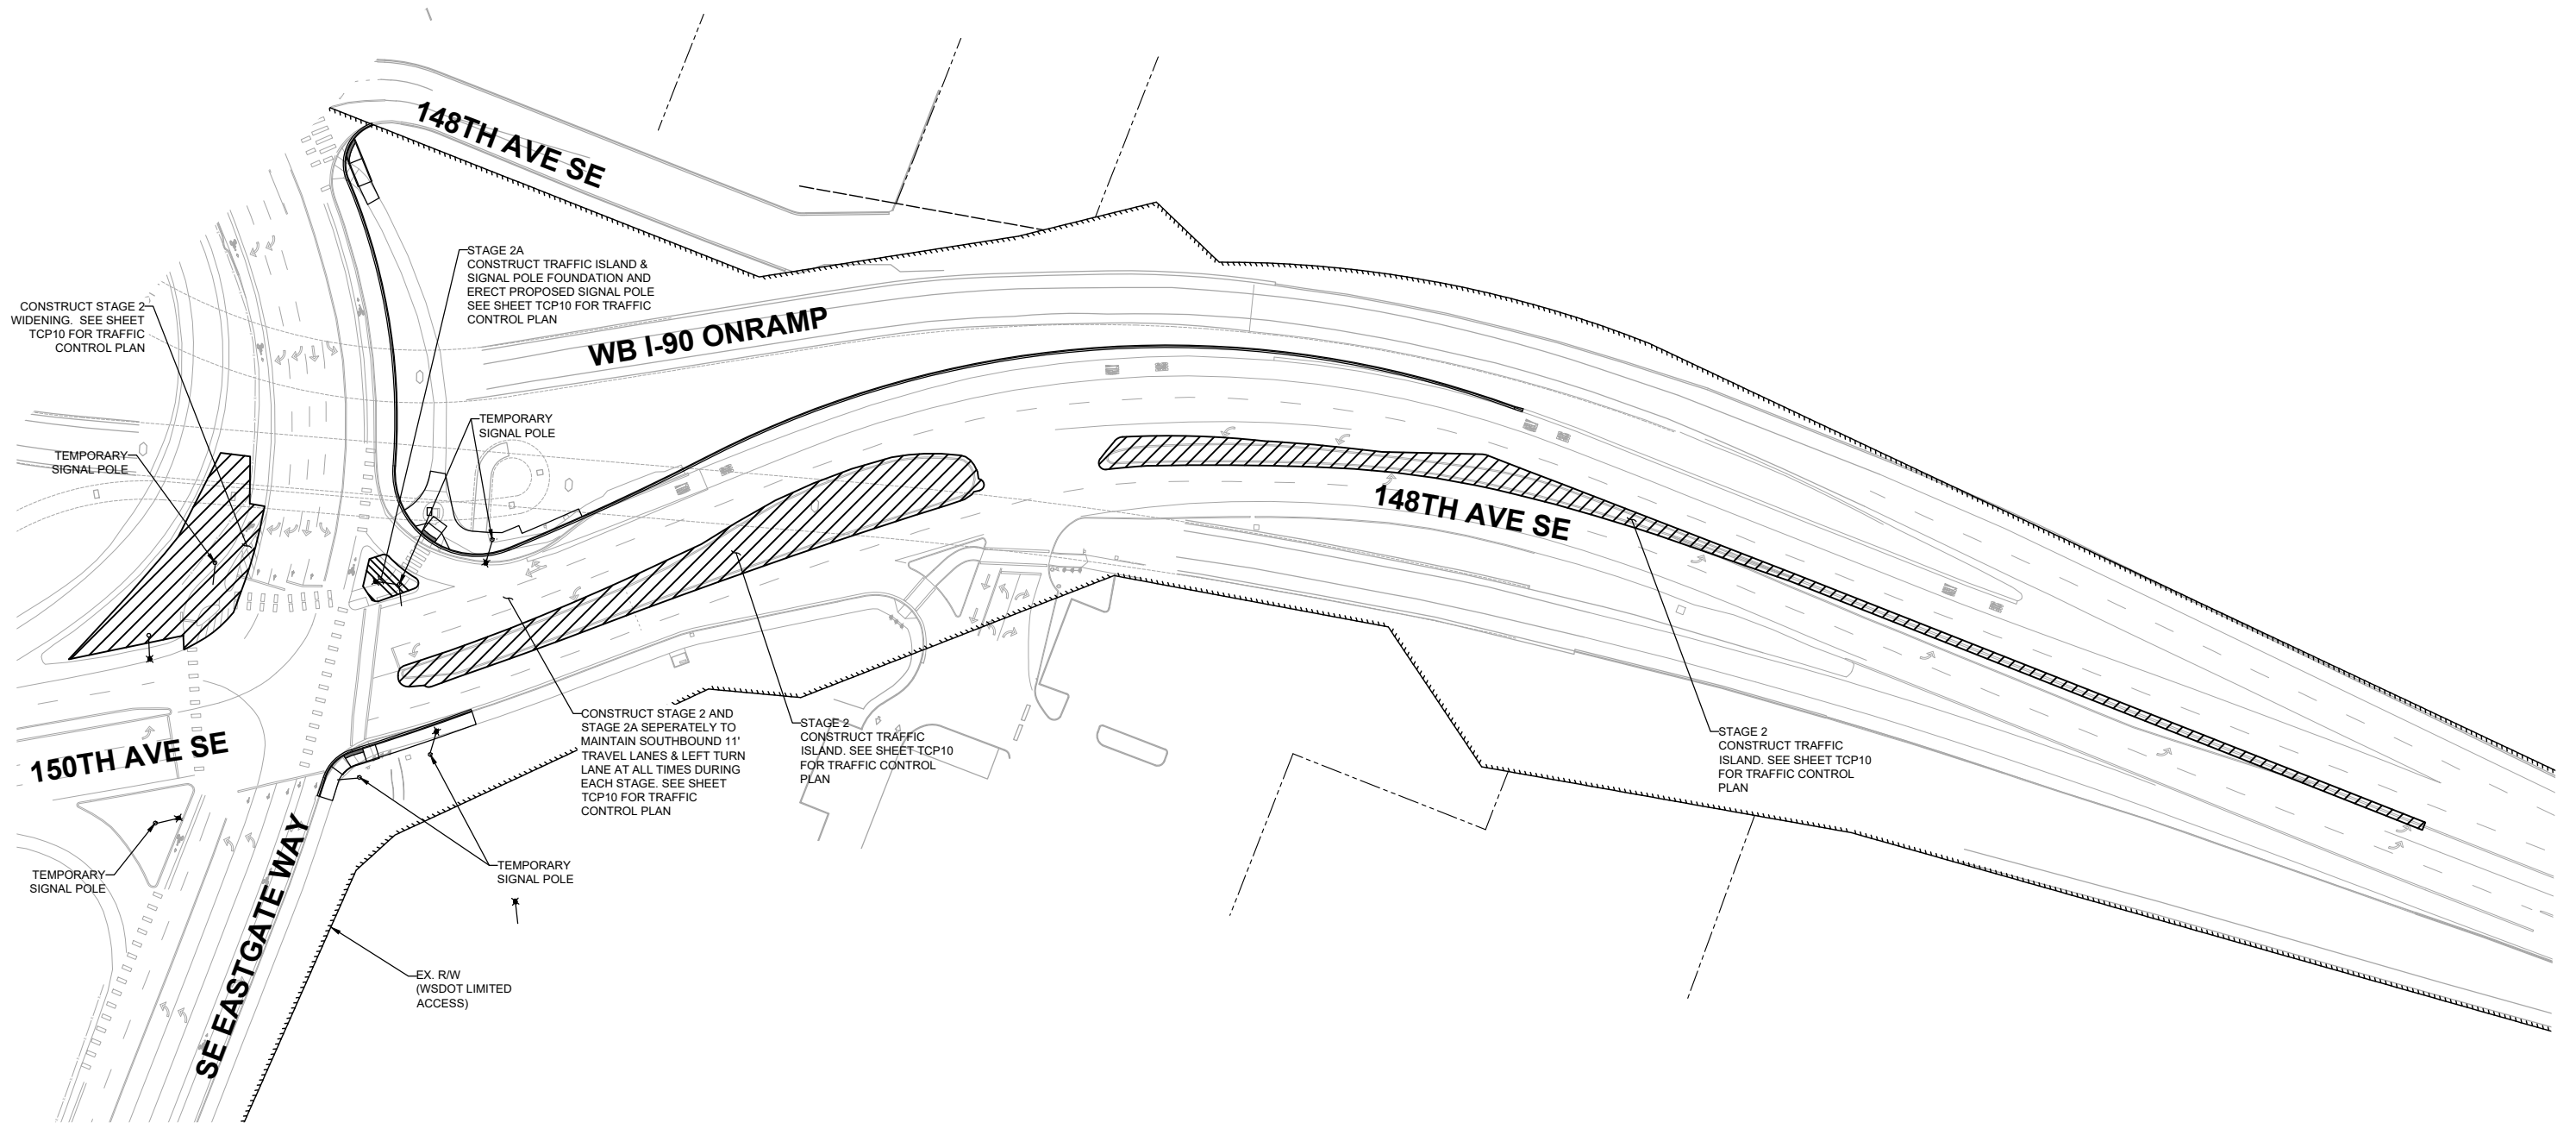 148TH AVE SE
STAGE 2A
CONSTRUCT TRAFFIC ISLAND &
SIGNAL POLE FOUNDATION AND
ERECT PROPOSED SIGNAL POLE
SEE SHEET TCP10 FOR TRAFFIC
CONTROL PLAN
CONSTRUCT STAGE 2
WIDENING. SEE SHEET
TCP10 FOR TRAFFIC
CONTROL PLAN
WB I-90 ONRAMP
TEMPORARY
SIGNAL POLE
TEMPORARY
SIGNAL POLE
148TH AVE SE
CONSTRUCT STAGE 2 AND
STAGE 2A SEPERATELY TO
MAINTAIN SOUTHBOUND 11'
TRAVEL LANES & LEFT TURN
LANE AT ALL TIMES DURING
EACH STAGE. SEE SHEET
TCP10 FOR TRAFFIC
CONTROL PLAN
STAGE 2
CONSTRUCT TRAFFIC
ISLAND. SEE SHEET TCP10
FOR TRAFFIC CONTROL
PLAN
STAGE 2
CONSTRUCT TRAFFIC
ISLAND. SEE SHEET TCP10
FOR TRAFFIC CONTROL
PLAN
150TH AVE SE
TEMPORARY
SIGNAL POLE
TEMPORARY
SIGNAL POLE
SE EASTGATE WAY
EX. R/W
(WSDOT LIMITED
ACCESS)